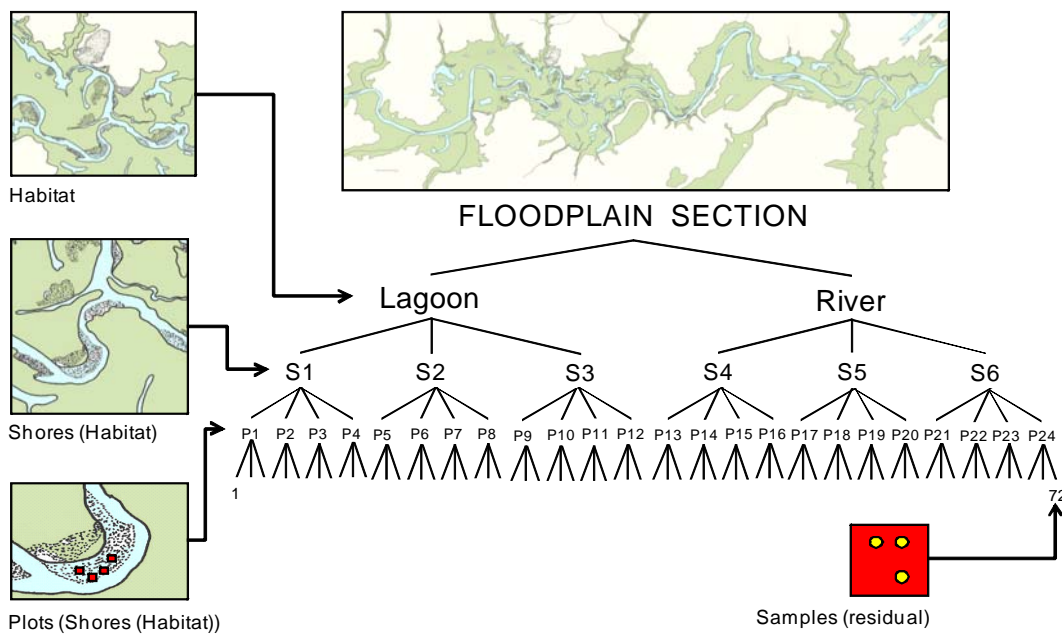 Habitat
FLOODPLAIN SECTION
Lagoon River
Shores (Habitat)
S1 S2 S3 S4 S5 S6
P1 P2 P3 P4 P5 P6 P7 P8 P9 P10 P11 P12 P13 P14 P15 P16 P17 P18 P19 P20 P21 P22 P23 P24
1 72
Plots (Shores (Habitat))
Samples (residual)